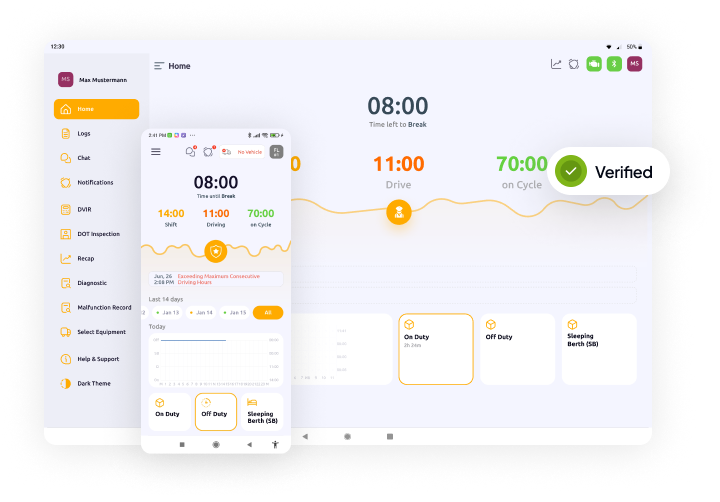 12:30
50%
MS
Max Mustermann
Home
Logs
Chat
Notifications
DVIR
DOT Inspection
Recap
Diagnostic
Malfunction Record
Select Equipment
Help & Support
Dark Theme
Home
MS
08:00
Time left to Break
0
11:00
Drive
70:00
on Cycle
Verified
On Duty
3h 24m
Off Duty
Sleeping
Berth (SB)
2:41 PM
No vehicle
FL
08:00
Time until Break
14:00
Shift
11:00
Driving
70:00
on Cycle
Jun, 26
2:08 PM
Exceeding Maximum Consecutive
Driving Hours
Last 14 days
12
Jan 13
Jan 14
Jan 15
All
Today
On Duty
Off Duty
Sleeping
Berth (SB)